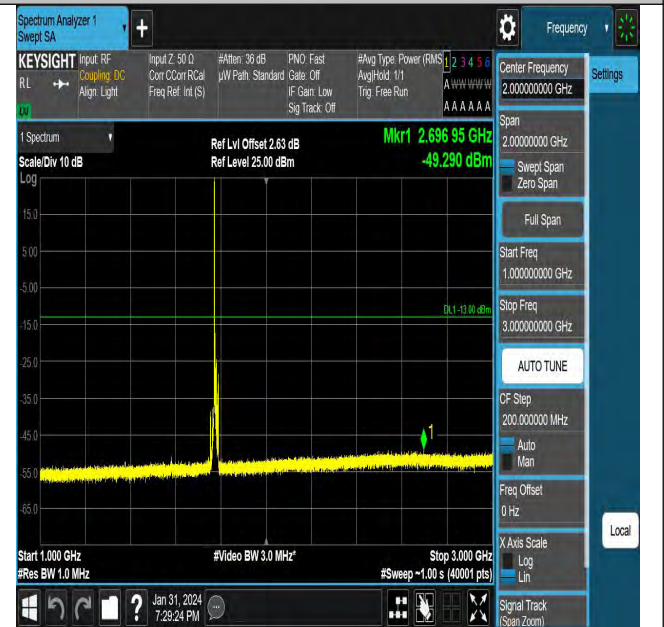 Spectrum Analyzer 1
Swept SA
+
Frequency
KEYSIGHT
RL
Input: RF
Coupling: DC
Align: Light
Input Z: 50 Ω
Corr CCorr RCal
Freq Ref: Int (S)
#Atten: 36 dB
µW Path: Standard
PNO: Fast
Gate: Off
IF Gain: Low
Sig Track: Off
#Avg Type: Power (RMS
Avg|Hold: 1/1
Trig: Free Run
1 2 3 4 5 6
A W W W W W
A A A A A A
1 Spectrum
Scale/Div 10 dB
Ref Lvl Offset 2.63 dB
Ref Level 25.00 dBm
Mkr1 2.696 95 GHz
-49.290 dBm
Log
15.0
5.00
-5.00
-15.0
-25.0
-35.0
-45.0
-55.0
-65.0
DL1 -13.00 dBm
1
Start 1.000 GHz
#Res BW 1.0 MHz
#Video BW 3.0 MHz*
Stop 3.000 GHz
#Sweep ~1.00 s (40001 pts)
Center Frequency
2.000000000 GHz
Settings
Span
2.00000000 GHz
Swept Span
Zero Span
Full Span
Start Freq
1.000000000 GHz
Stop Freq
3.000000000 GHz
AUTO TUNE
CF Step
200.000000 MHz
Auto
Man
Freq Offset
0 Hz
X Axis Scale
Log
Lin
Local
Signal Track
(Span Zoom)
?
Jan 31, 2024
7:29:24 PM